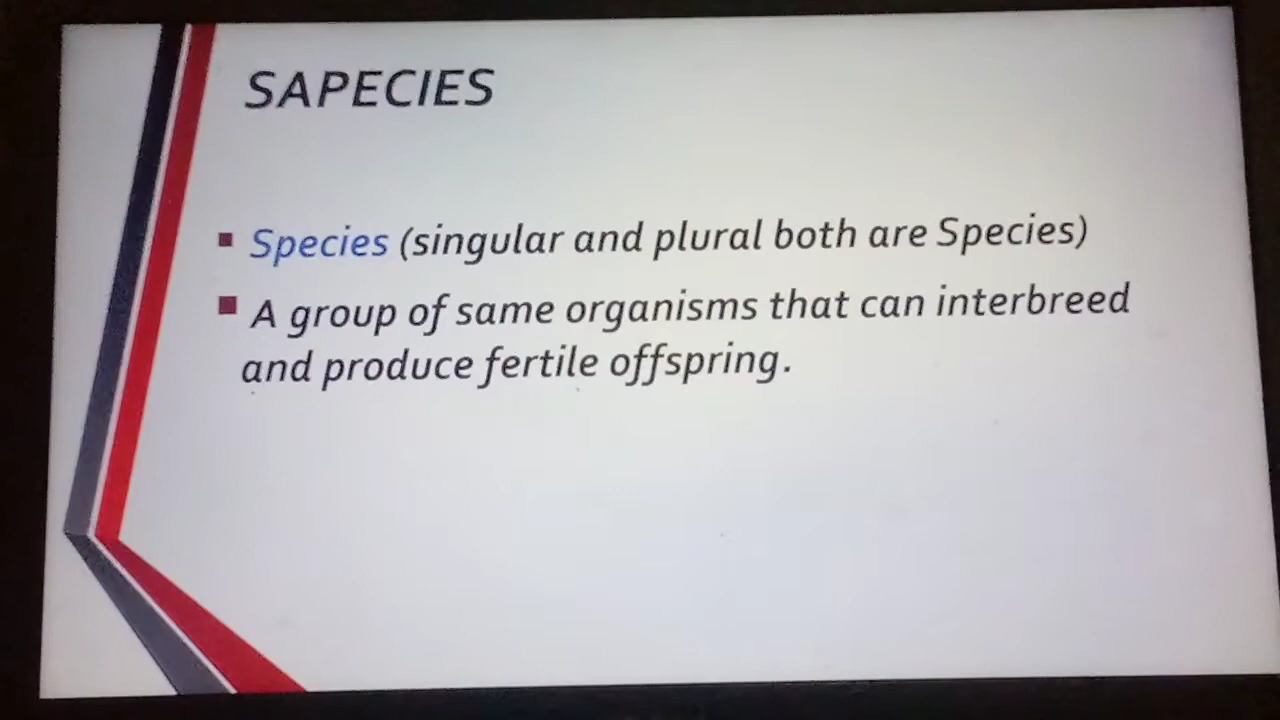 SAPECIES
Species (singular and plural both are Species)
A group of same organisms that can interbreed
and produce fertile offspring.